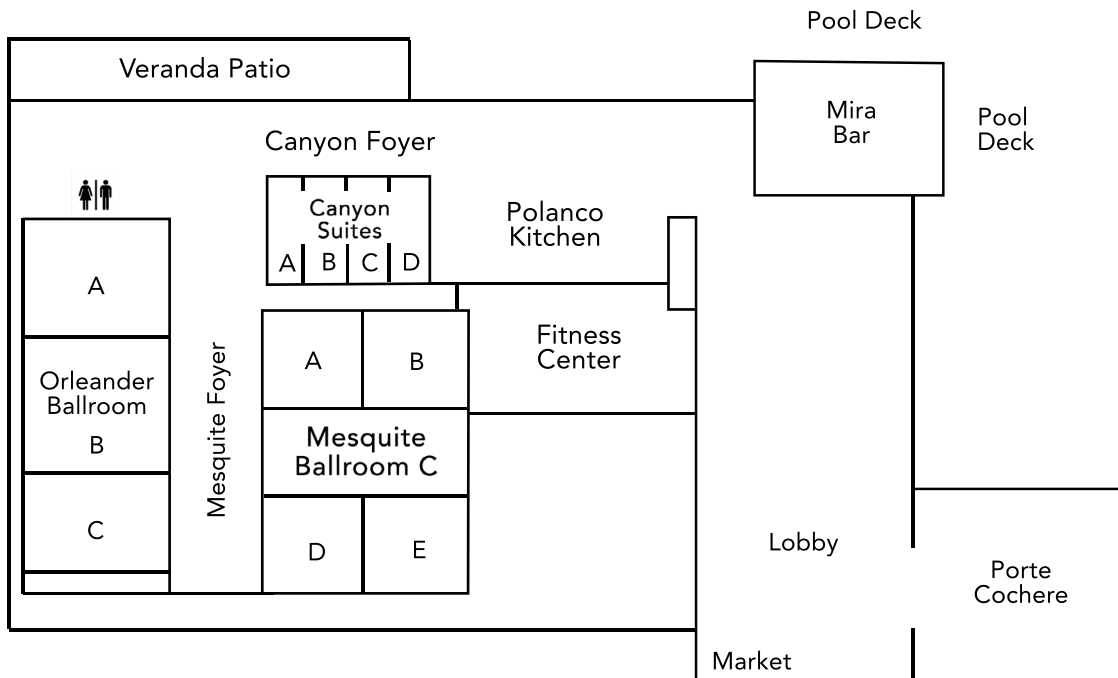 Pool Deck
Veranda Patio
Mira
Bar
Pool
Deck
Canyon Foyer
Canyon
Suites
A
B
C
D
Polanco
Kitchen
A
Orleander
Ballroom
B
C
Mesquite Foyer
A
B
Mesquite
Ballroom C
D
E
Fitness
Center
Lobby
Porte
Cochere
Market